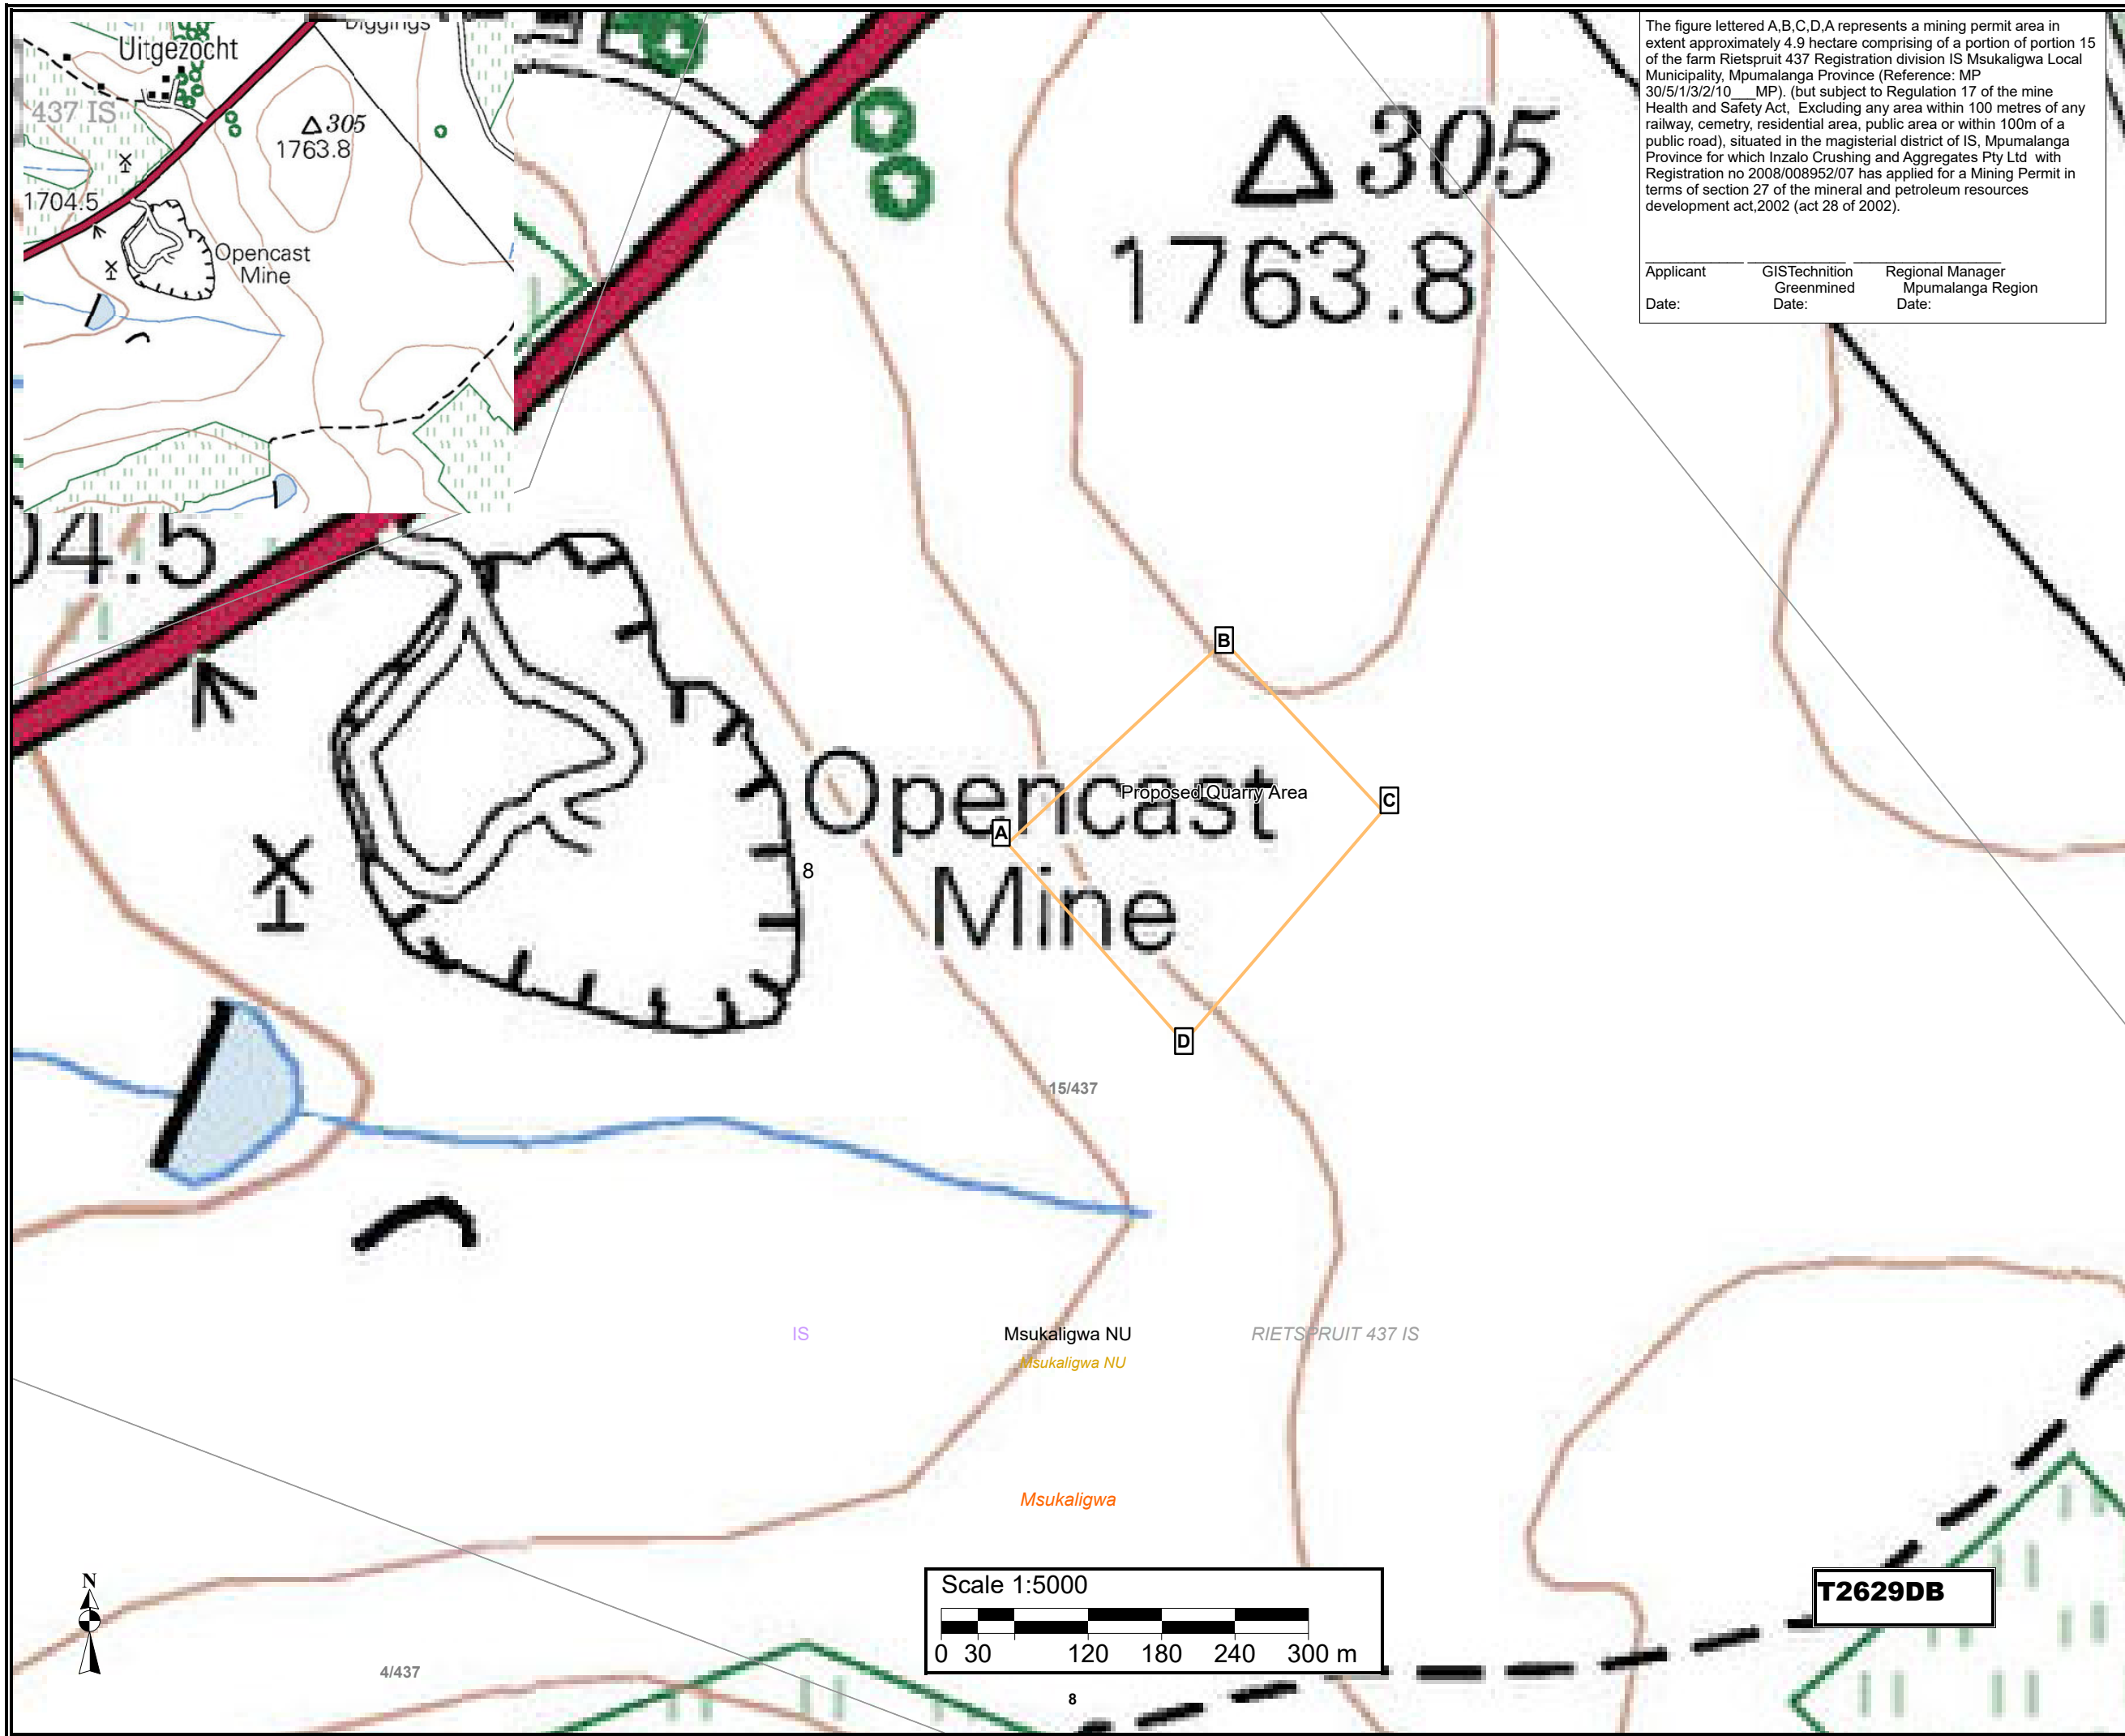 Diggings
Uitgezocht
437 IS
305
1763.8
1704.5
Opencast
Mine
305
1763.8
The figure lettered A,B,C,D,A represents a mining permit area in
extent approximately 4.9 hectare comprising of a portion of portion 15
of the farm Rietspruit 437 Registration division IS Msukaligwa Local
Municipality, Mpumalanga Province (Reference: MP
30/5/1/3/2/10___MP). (but subject to Regulation 17 of the mine
Health and Safety Act, Excluding any area within 100 metres of any
railway, cemetry, residential area, public area or within 100m of a
public road), situated in the magisterial district of IS, Mpumalanga
Province for which Inzalo Crushing and Aggregates Pty Ltd with
Registration no 2008/008952/07 has applied for a Mining Permit in
terms of section 27 of the mineral and petroleum resources
development act,2002 (act 28 of 2002).
Applicant GISTechnition Regional Manager
Greenmined Mpumalanga Region
Date: Date: Date:
04.5
B
Opencast
Proposed Quarry Area
C
A
8
Mine
D
15/437
IS
Msukaligwa NU
RIETSPRUIT 437 IS
Msukaligwa NU
Msukaligwa
N
Scale 1:5000
0 30 120 180 240 300 m
T2629DB
4/437
8